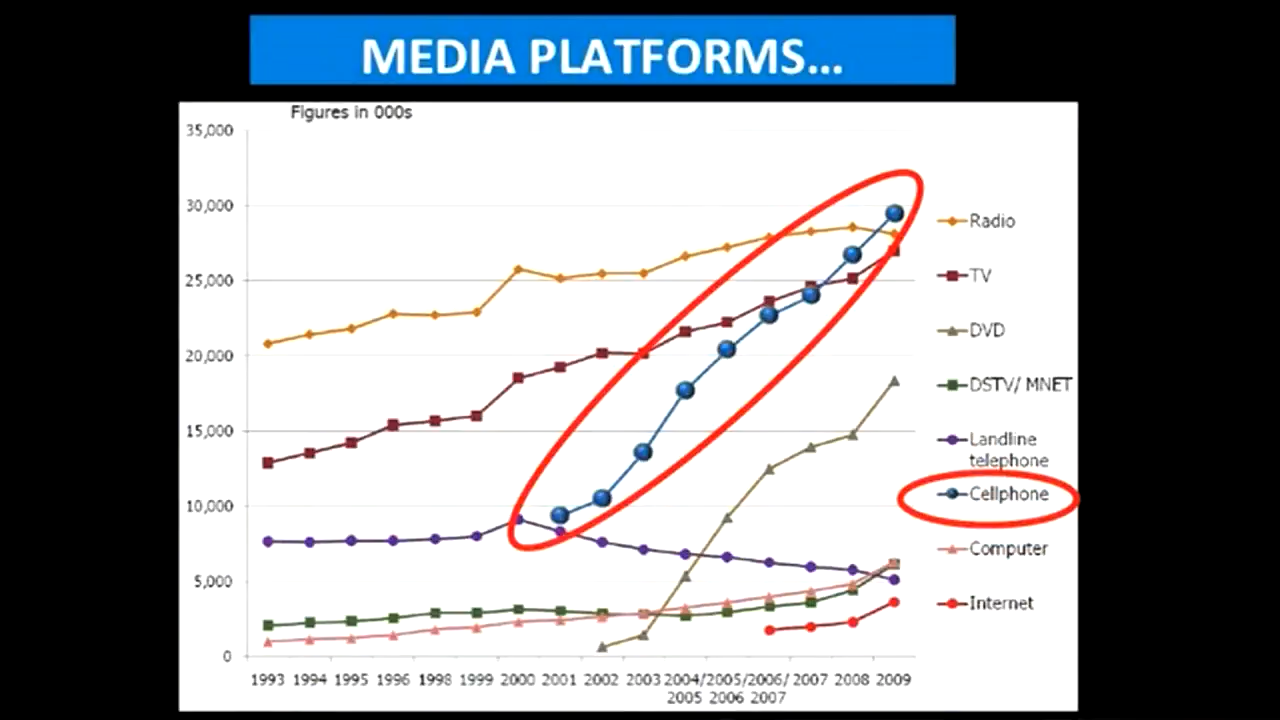 MEDIA PLATFORMS...
Figures in 000s
35,000
30,000
25,000
20,000
15,000
10,000
5,000
0
1993 1994 1995 1996 1998 1999 2000 2001 2002 2003 2004/2005/2006/ 2007 2008 2009
2005 2006 2007
Radio
TV
DVD
DSTV/ MNET
Landline
telephone
Cellphone
Computer
Internet